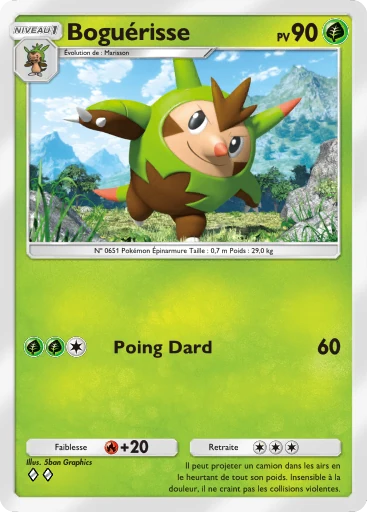 NIVEAU 1
Boguérisse
PV 90
Évolution de : Marisson
N° 0651 Pokémon Épinarmure Taille : 0,7 m Poids : 29,0 kg
Poing Dard 60
Faiblesse +20 Retraite
Illus. 5ban Graphics
Il peut projeter un camion dans les airs en
le heurtant de tout son poids. Insensible à la
douleur, il ne craint pas les collisions violentes.